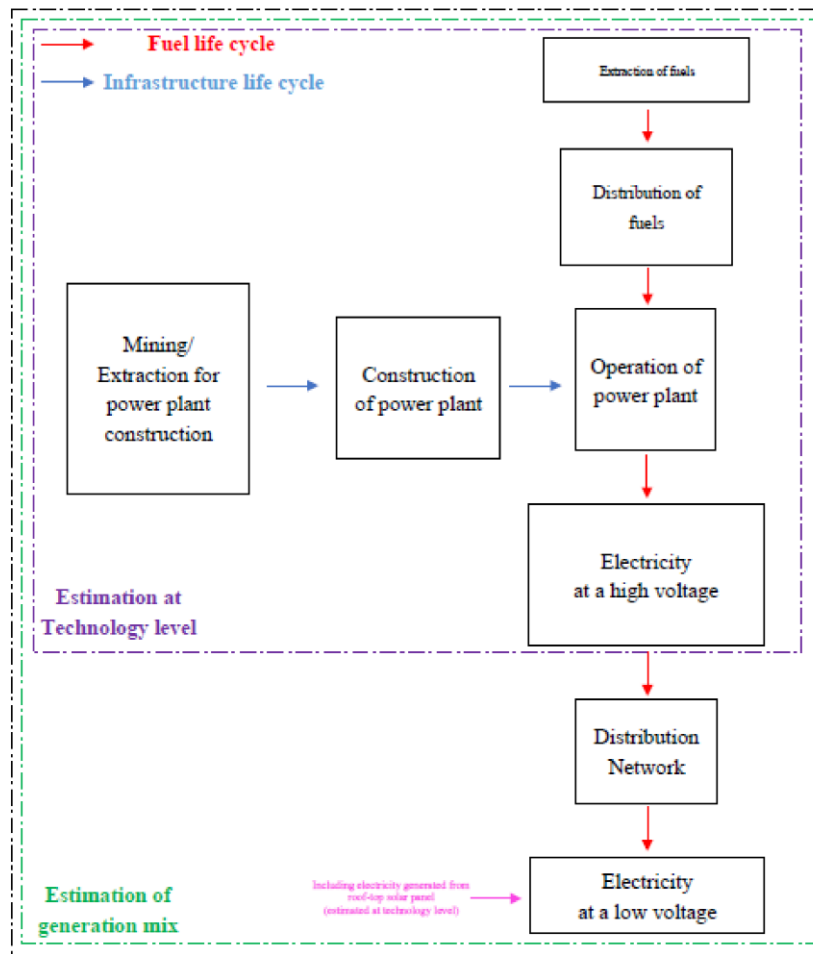 Fuel life cycle
Infrastructure life cycle
Extraction of fuels
Distribution of
fuels
Mining/
Extraction for
power plant
construction
Construction
of power plant
Operation of
power plant
Electricity
at a high voltage
Estimation at
Technology level
Distribution
Network
Including electricity generated from
roof-top solar panel
(estimated at technology level)
Electricity
at a low voltage
Estimation of
generation mix